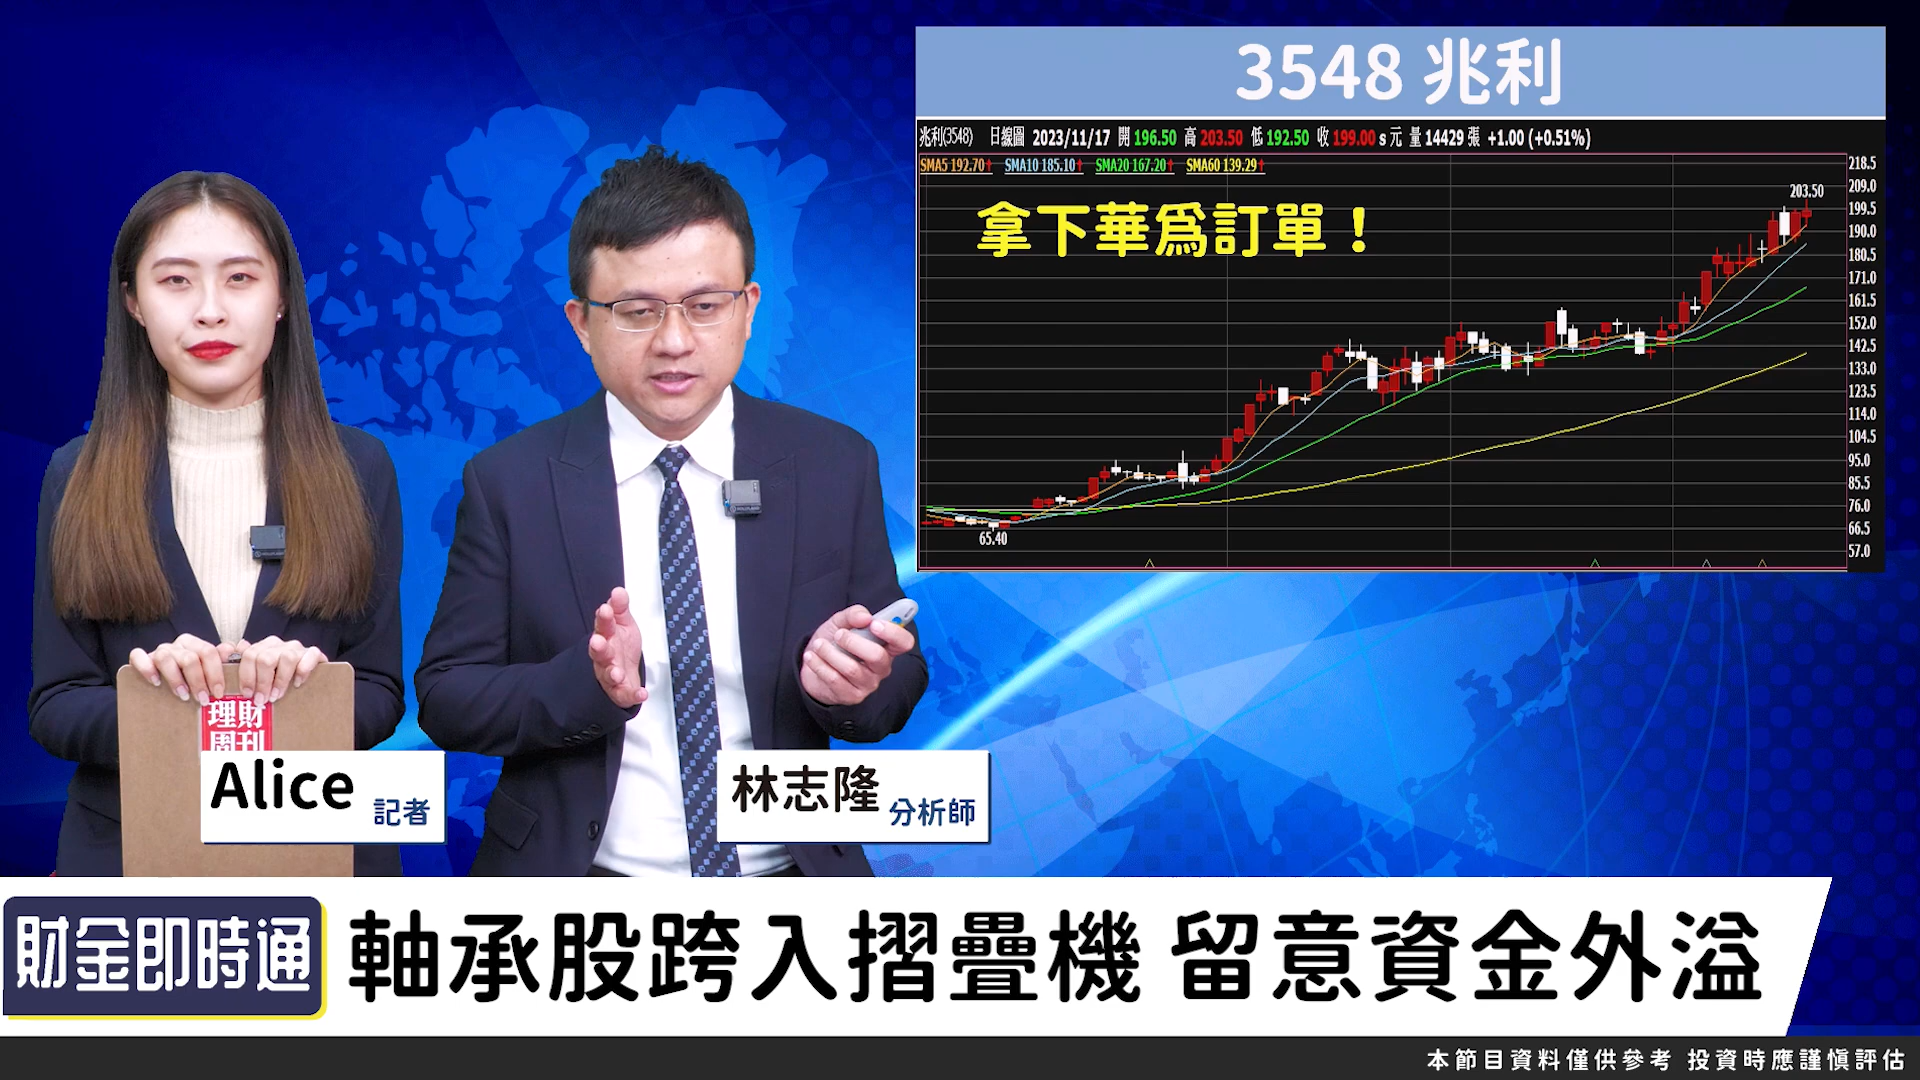 3548 兆利
兆利(3548) 日線圖 2023/11/17 開 196.50 高 203.50 低 192.50 收 199.00 s 元 量 14429 張 +1.00 (+0.51%)
SMA5 192.70↑ SMA10 185.10↑ SMA20 167.20↑ SMA60 139.29↑
拿下華為訂單！
203.50
65.40
218.5
209.0
199.5
190.0
180.5
171.0
161.5
152.0
142.5
133.0
123.5
114.0
104.5
95.0
85.5
76.0
66.5
57.0
理財
周刊
Alice 記者
林志隆 分析師
財金即時通
軸承股跨入摺疊機 留意資金外溢
本節目資料僅供參考 投資時應謹慎評估